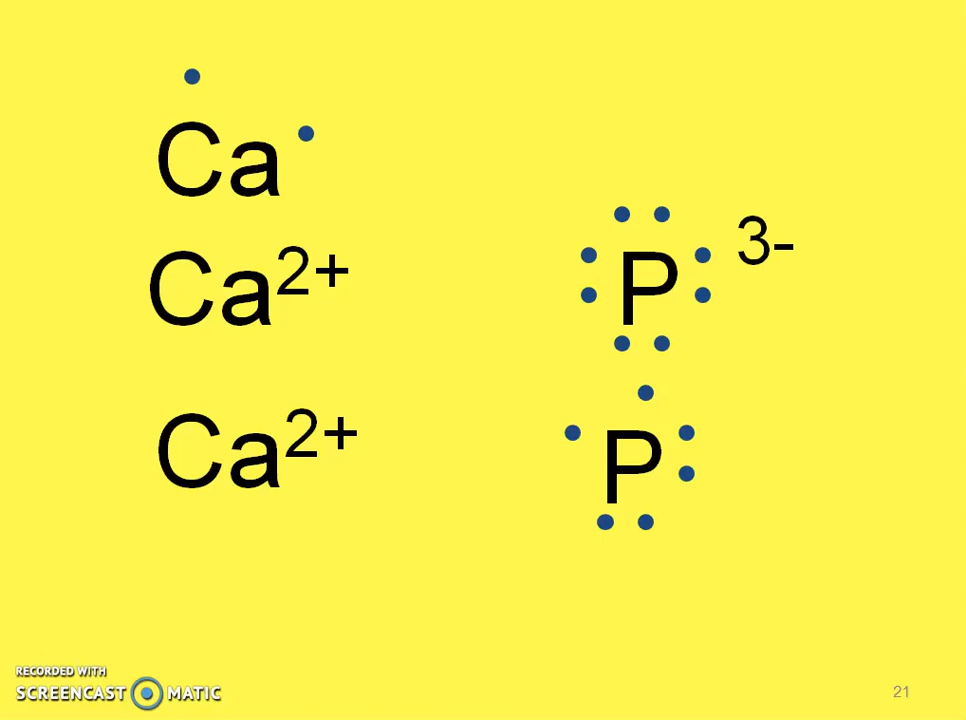 Ca
Ca2+
P 3-
Ca2+
P
RECORDED WITH
SCREENCAST MATIC
21